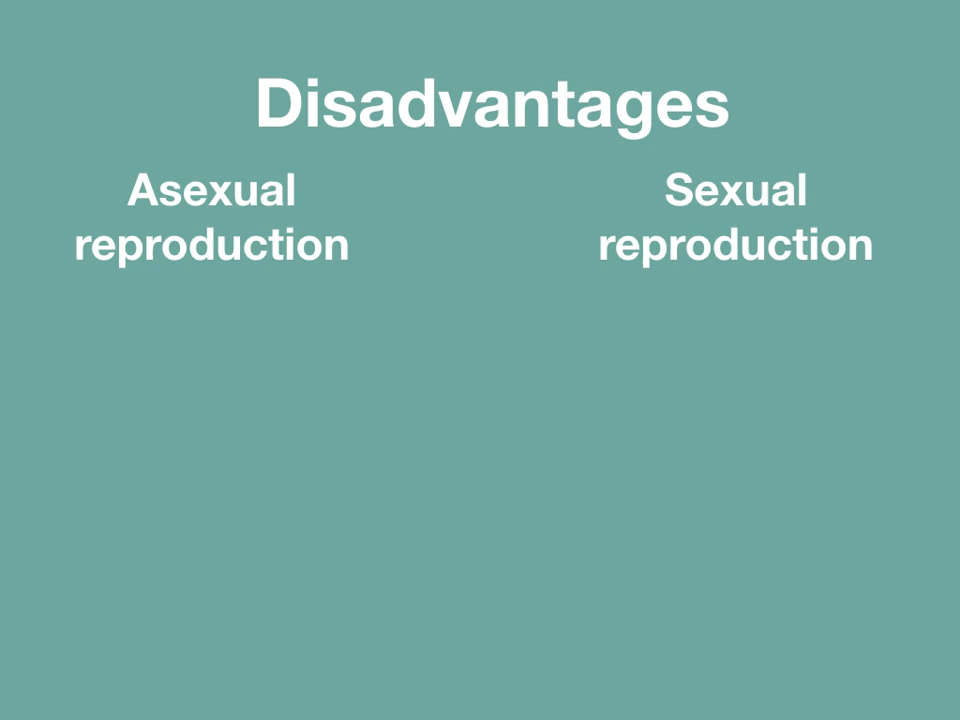 Disadvantages
Asexual
reproduction
Sexual
reproduction